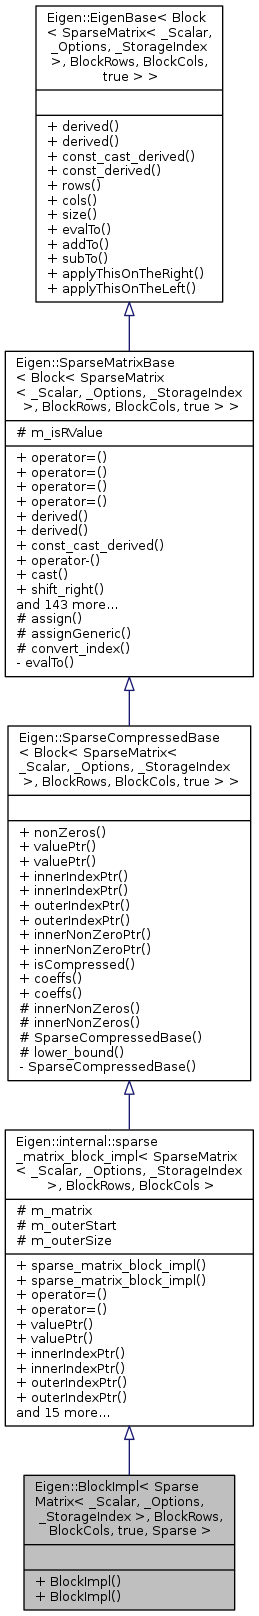 Eigen::EigenBase< Block
< SparseMatrix< _Scalar,
_Options, _StorageIndex
>, BlockRows, BlockCols,
true > >
+ derived()
+ derived()
+ const_cast_derived()
+ const_derived()
+ rows()
+ cols()
+ size()
+ evalTo()
+ addTo()
+ subTo()
+ applyThisOnTheRight()
+ applyThisOnTheLeft()
Eigen::SparseMatrixBase
< Block< SparseMatrix
< _Scalar, _Options, _StorageIndex
>, BlockRows, BlockCols, true > >
# m_isRValue
+ operator=()
+ operator=()
+ operator=()
+ operator=()
+ derived()
+ derived()
+ const_cast_derived()
+ operator-()
+ cast()
+ shift_right()
and 143 more...
# assign()
# assignGeneric()
# convert_index()
- evalTo()
Eigen::SparseCompressedBase
< Block< SparseMatrix<
_Scalar, _Options, _StorageIndex
>, BlockRows, BlockCols, true > >
+ nonZeros()
+ valuePtr()
+ valuePtr()
+ innerIndexPtr()
+ innerIndexPtr()
+ outerIndexPtr()
+ outerIndexPtr()
+ innerNonZeroPtr()
+ innerNonZeroPtr()
+ isCompressed()
+ coeffs()
+ coeffs()
# innerNonZeros()
# innerNonZeros()
# SparseCompressedBase()
# lower_bound()
- SparseCompressedBase()
Eigen::internal::sparse
_matrix_block_impl< SparseMatrix
< _Scalar, _Options, _StorageIndex
>, BlockRows, BlockCols >
# m_matrix
# m_outerStart
# m_outerSize
+ sparse_matrix_block_impl()
+ sparse_matrix_block_impl()
+ operator=()
+ operator=()
+ valuePtr()
+ valuePtr()
+ innerIndexPtr()
+ innerIndexPtr()
+ outerIndexPtr()
+ outerIndexPtr()
and 15 more...
Eigen::BlockImpl< Sparse
Matrix< _Scalar, _Options,
_StorageIndex >, BlockRows,
BlockCols, true, Sparse >
+ BlockImpl()
+ BlockImpl()